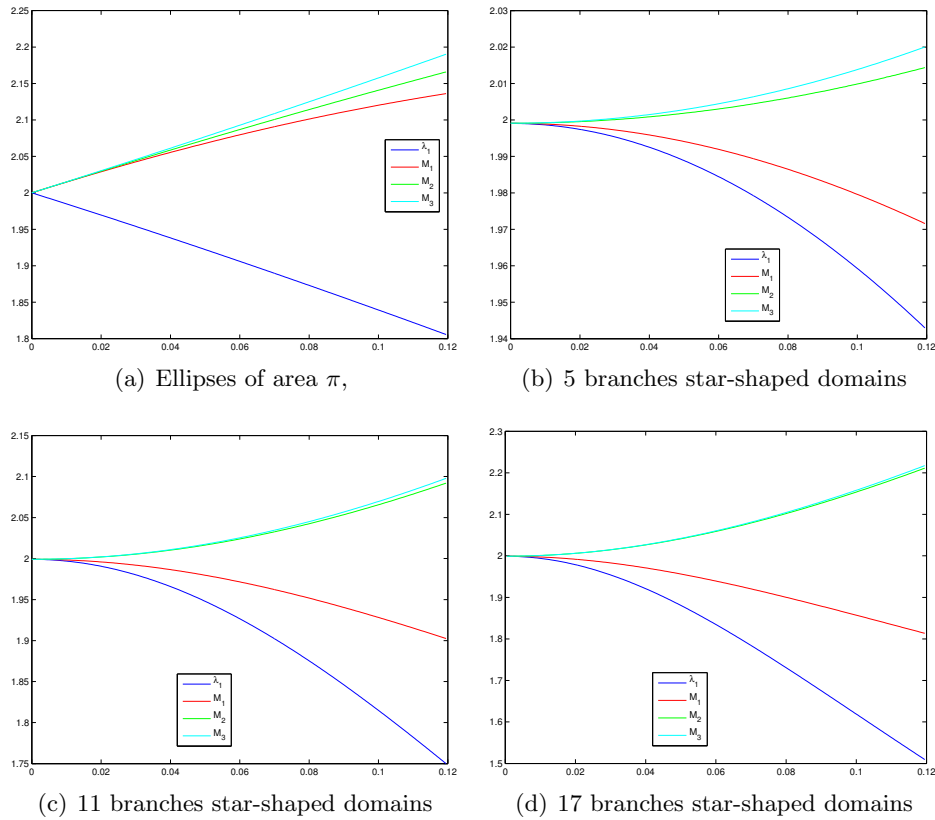 2.25
2.2
2.15
2.1
2.05
2
1.95
1.9
1.85
1.8
0 0.02 0.04 0.06 0.08 0.1 0.12
λ1
M1
M2
M3
(a) Ellipses of area π,
2.03
2.02
2.01
2
1.99
1.98
1.97
1.96
1.95
1.94
0 0.02 0.04 0.06 0.08 0.1 0.12
λ1
M1
M2
M3
(b) 5 branches star-shaped domains
2.15
2.1
2.05
2
1.95
1.9
1.85
1.8
1.75
0 0.02 0.04 0.06 0.08 0.1 0.12
λ1
M1
M2
M3
(c) 11 branches star-shaped domains
2.3
2.2
2.1
2
1.9
1.8
1.7
1.6
1.5
0 0.02 0.04 0.06 0.08 0.1 0.12
λ1
M1
M2
M3
(d) 17 branches star-shaped domains